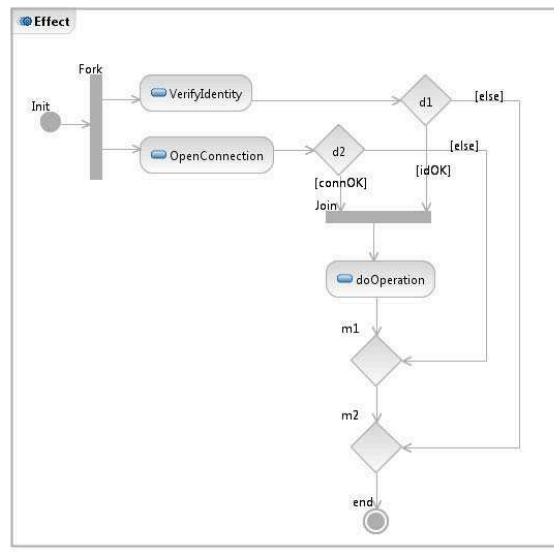 Effect
Fork
VerifyIdentity
d1
[else]
Init
OpenConnection
d2
[else]
[connOK]
[idOK]
Join
doOperation
m1
m2
end